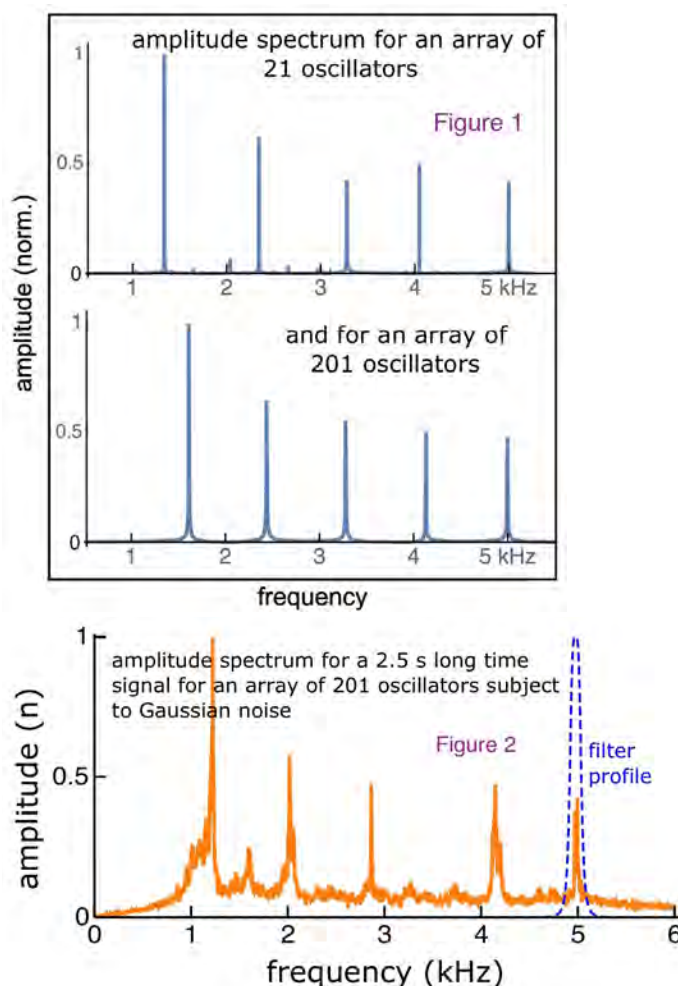 amplitude spectrum for an array of
21 oscillators
Figure 1
1
0.5
0
1
2
3
4
5 kHz
amplitude (norm.)
and for an array of
201 oscillators
1
0.5
0
1
2
3
4
5 kHz
frequency
amplitude spectrum for a 2.5 s long time
signal for an array of 201 oscillators subject
to Gaussian noise
Figure 2
filter
profile
1
0.5
0
amplitude (n)
0
1
2
3
4
5
6
frequency (kHz)